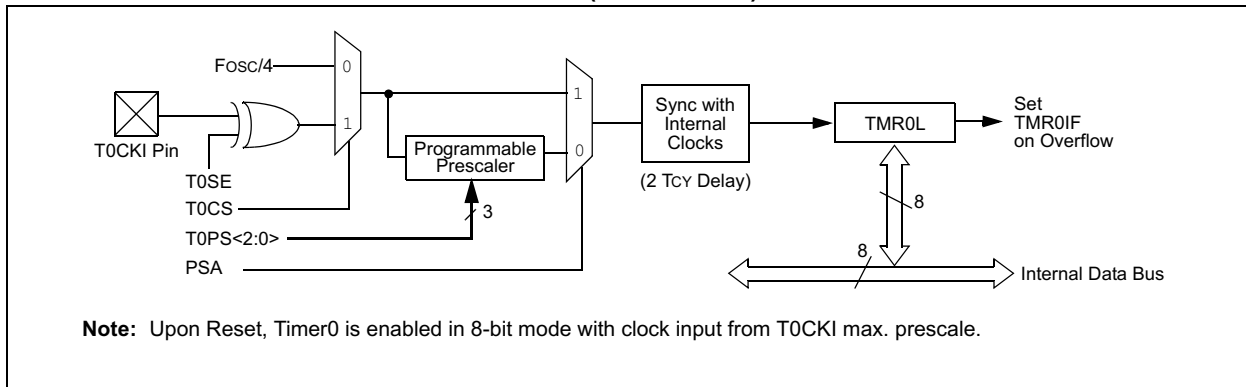 FOSC/4
0
1
T0CKI Pin
T0SE
T0CS
T0PS<2:0>
PSA
Programmable
Prescaler
3
1
0
Sync with
Internal
Clocks
(2 TCY Delay)
TMR0L
Set
TMR0IF
on Overflow
8
8
Internal Data Bus
Note: Upon Reset, Timer0 is enabled in 8-bit mode with clock input from T0CKI max. prescale.